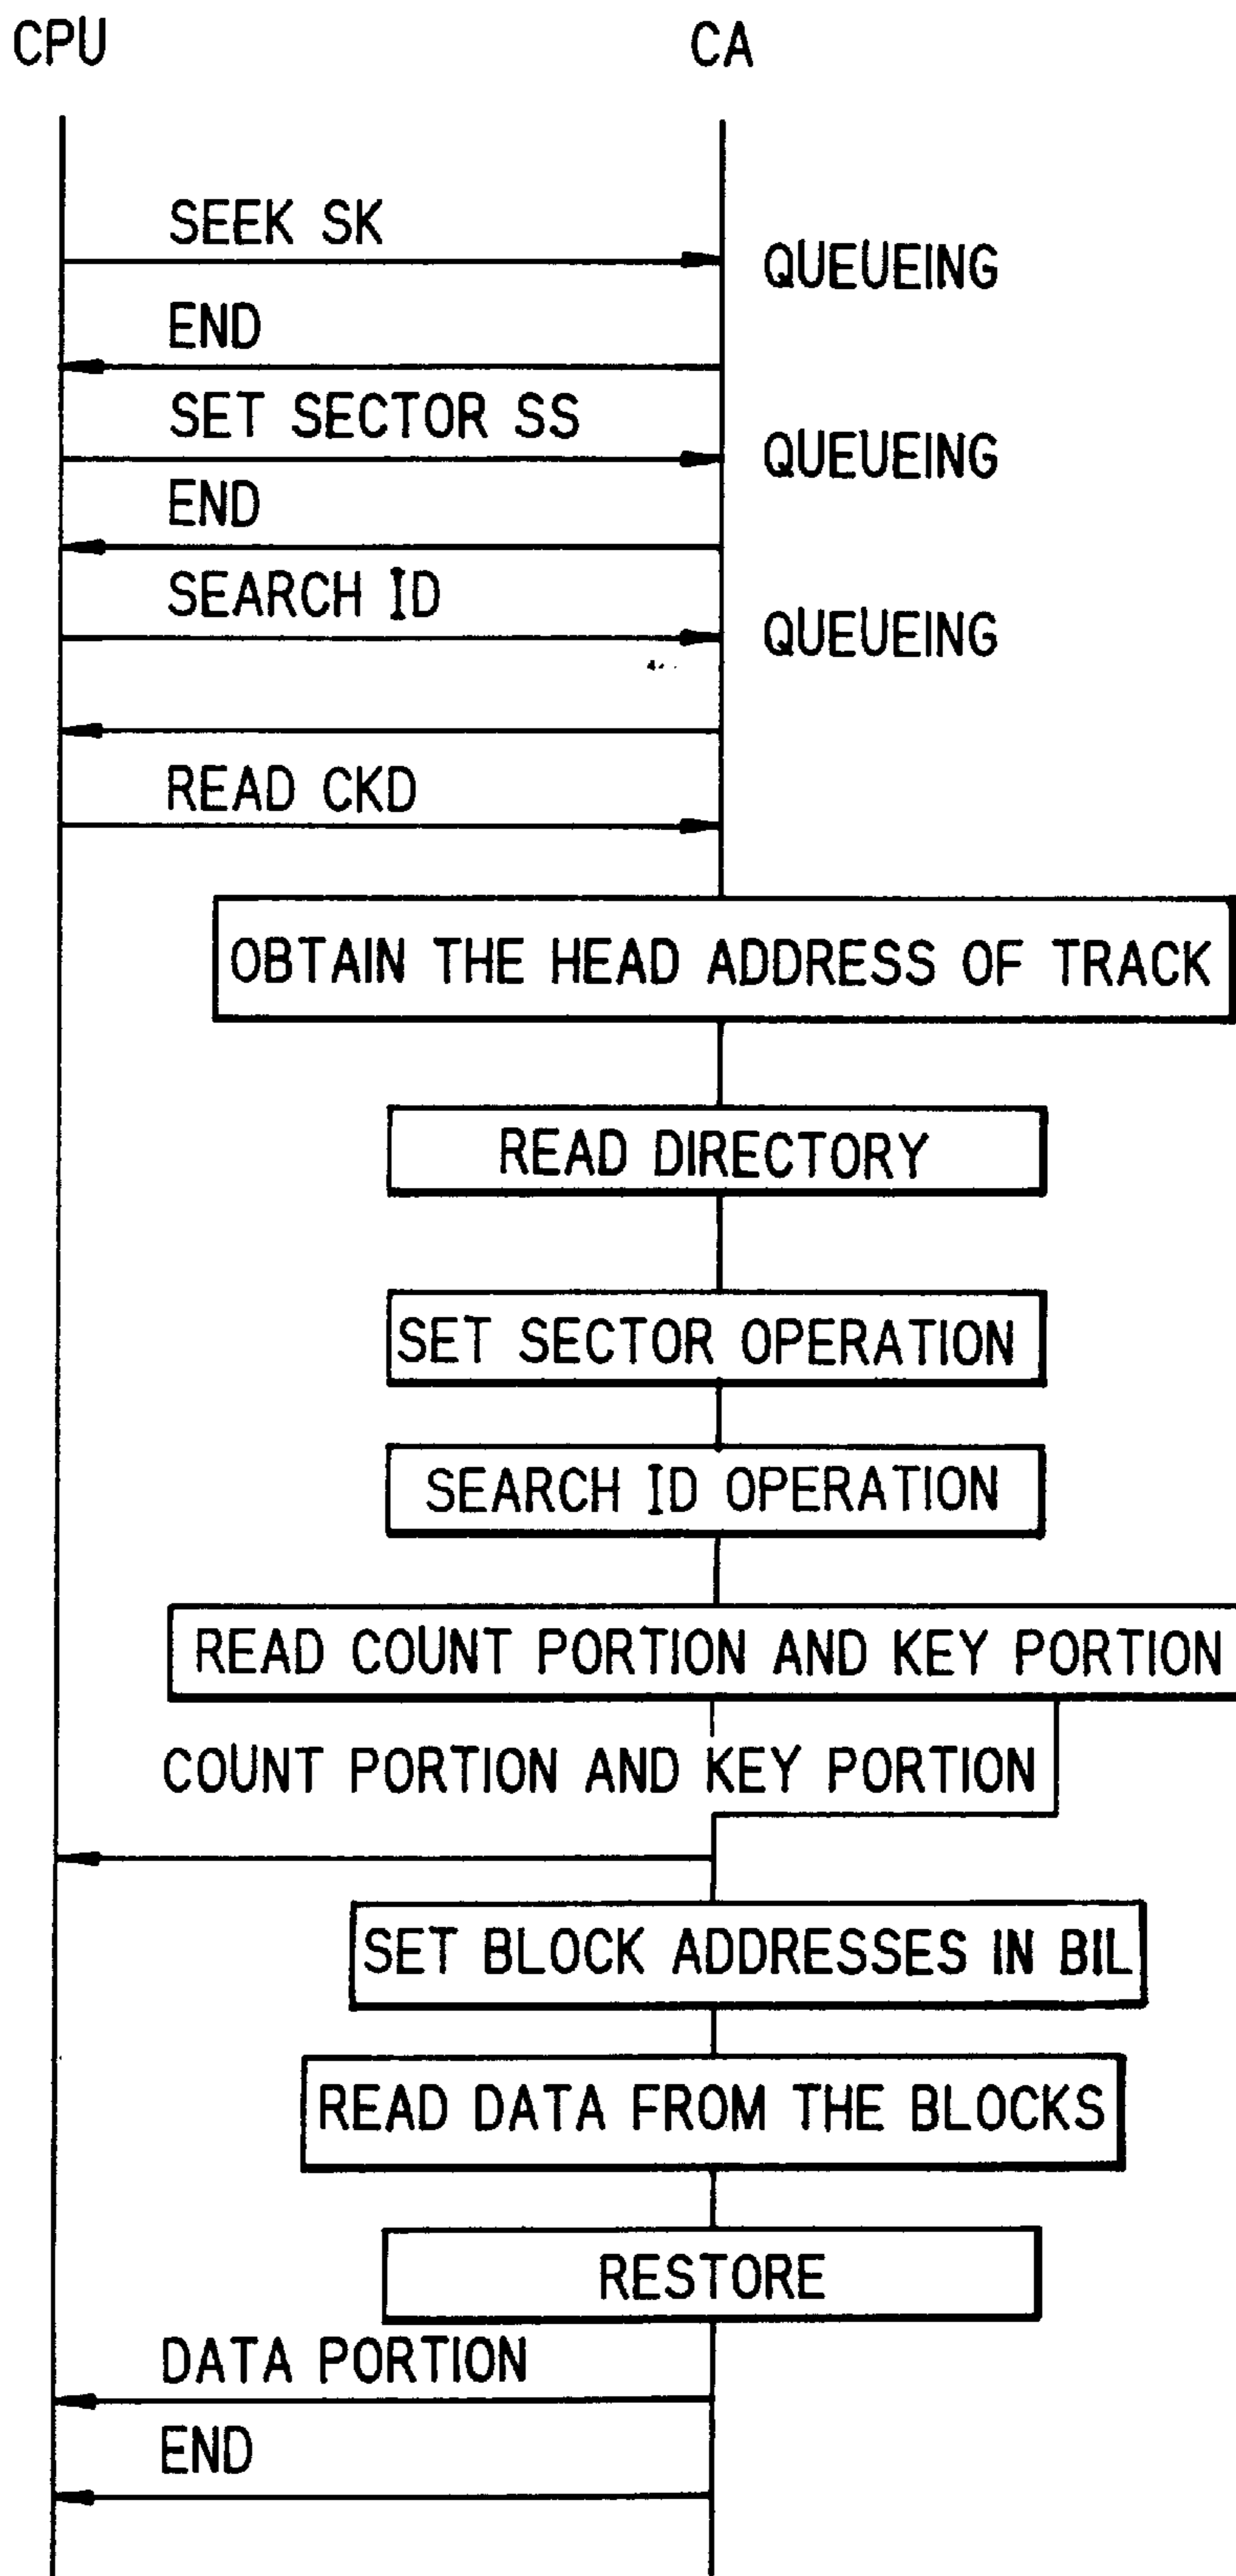 CPU CA
SEEK SK
QUEUEING
END
SET SECTOR SS
QUEUEING
END
SEARCH ID
QUEUEING
READ CKD
OBTAIN THE HEAD ADDRESS OF TRACK
READ DIRECTORY
SET SECTOR OPERATION
SEARCH ID OPERATION
READ COUNT PORTION AND KEY PORTION
COUNT PORTION AND KEY PORTION
SET BLOCK ADDRESSES IN BIL
READ DATA FROM THE BLOCKS
RESTORE
DATA PORTION
END